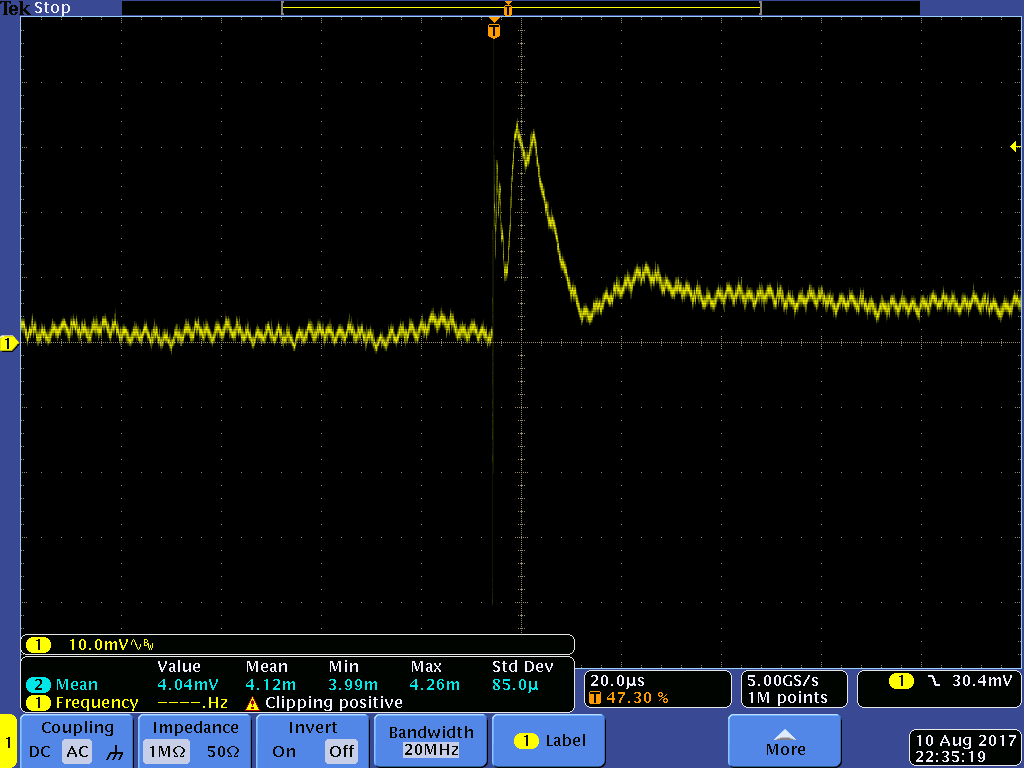 Tek Stop
T
T
1
1 10.0mV∿BW
Value Mean Min Max Std Dev
2 Mean 4.04mV 4.12m 3.99m 4.26m 85.0µ
1 Frequency ----.Hz Clipping positive
20.0µs
T 47.30 %
5.00GS/s
1M points
1 30.4mV
1
Coupling
DC AC
Impedance
1MΩ 50Ω
Invert
On Off
Bandwidth
20MHz
1 Label
More
10 Aug 2017
22:35:19